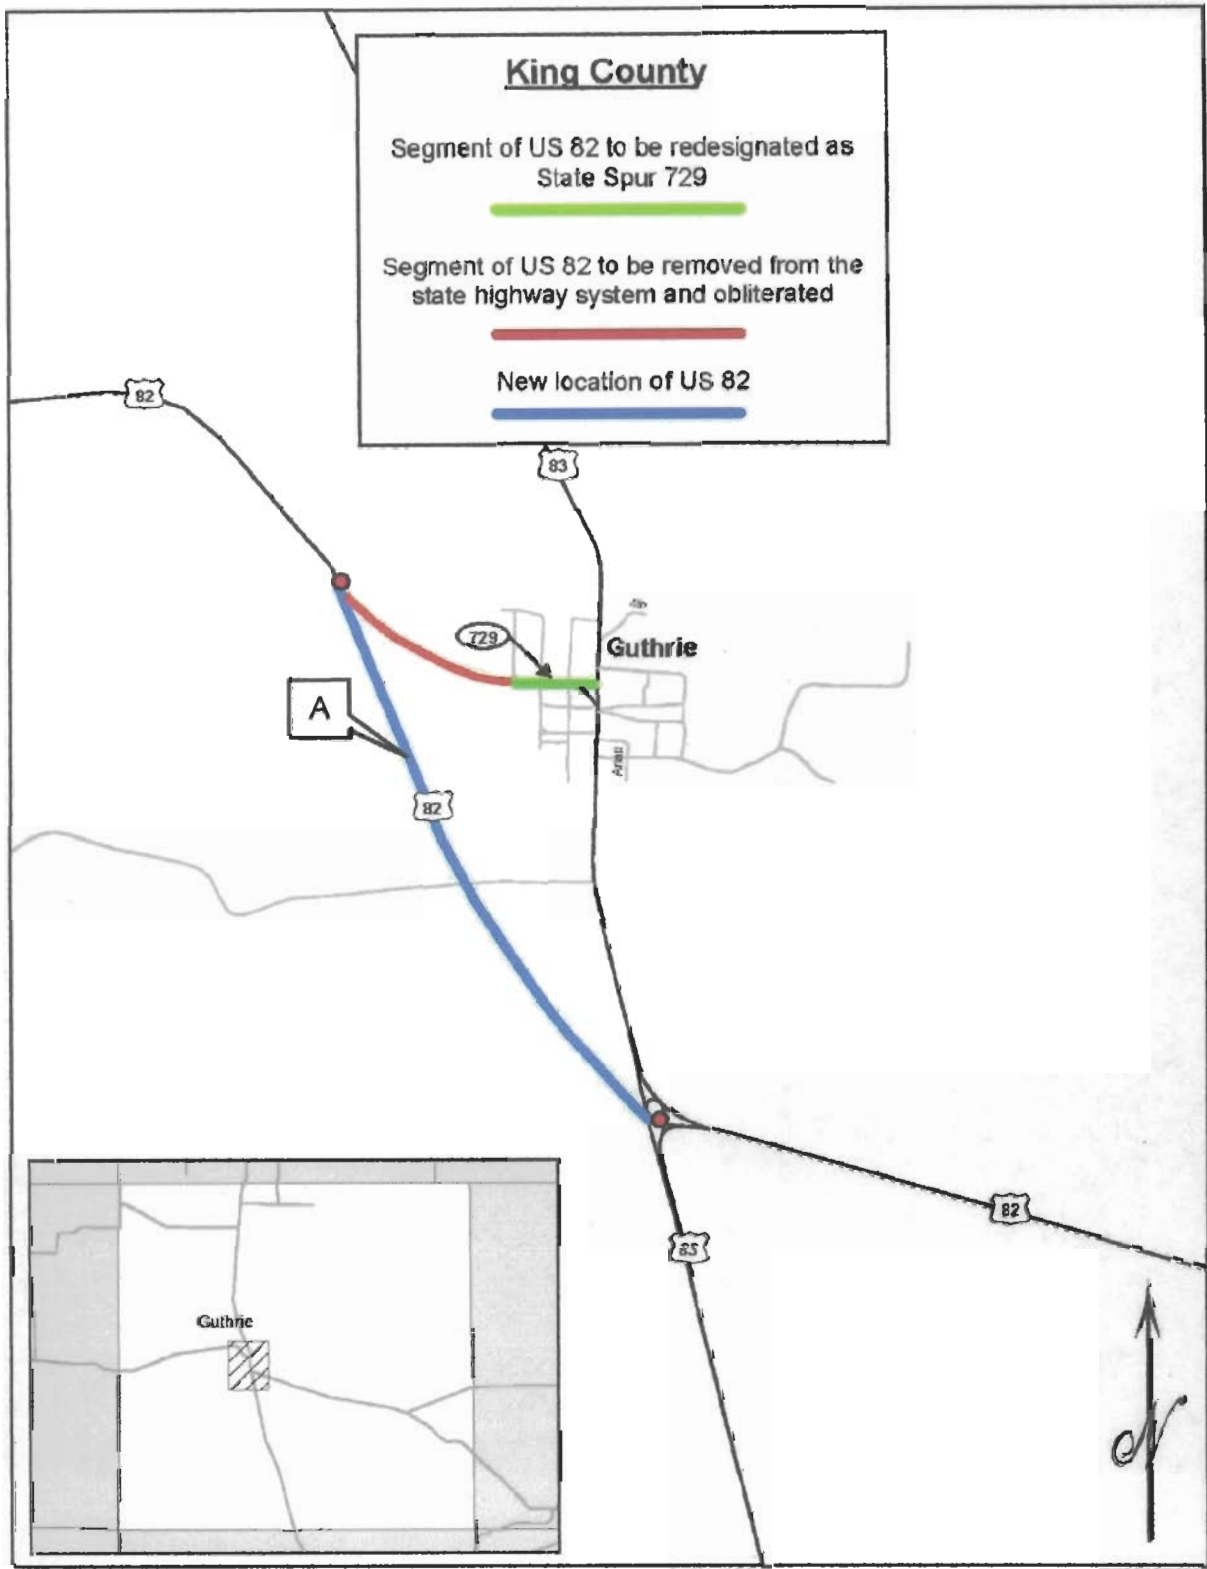 King County
Segment of US 82 to be redesignated as
State Spur 729
Segment of US 82 to be removed from the
state highway system and obliterated
New location of US 82
82
83
729
Guthrie
A
82
82
Guthrie
N